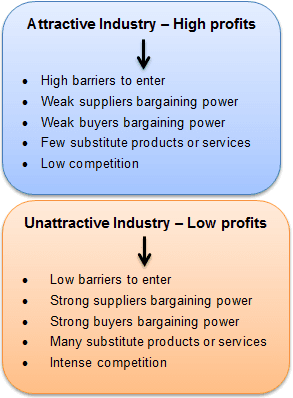 Attractive Industry – High profits
• High barriers to enter
• Weak suppliers bargaining power
• Weak buyers bargaining power
• Few substitute products or services
• Low competition
Unattractive Industry – Low profits
• Low barriers to enter
• Strong suppliers bargaining power
• Strong buyers bargaining power
• Many substitute products or services
• Intense competition